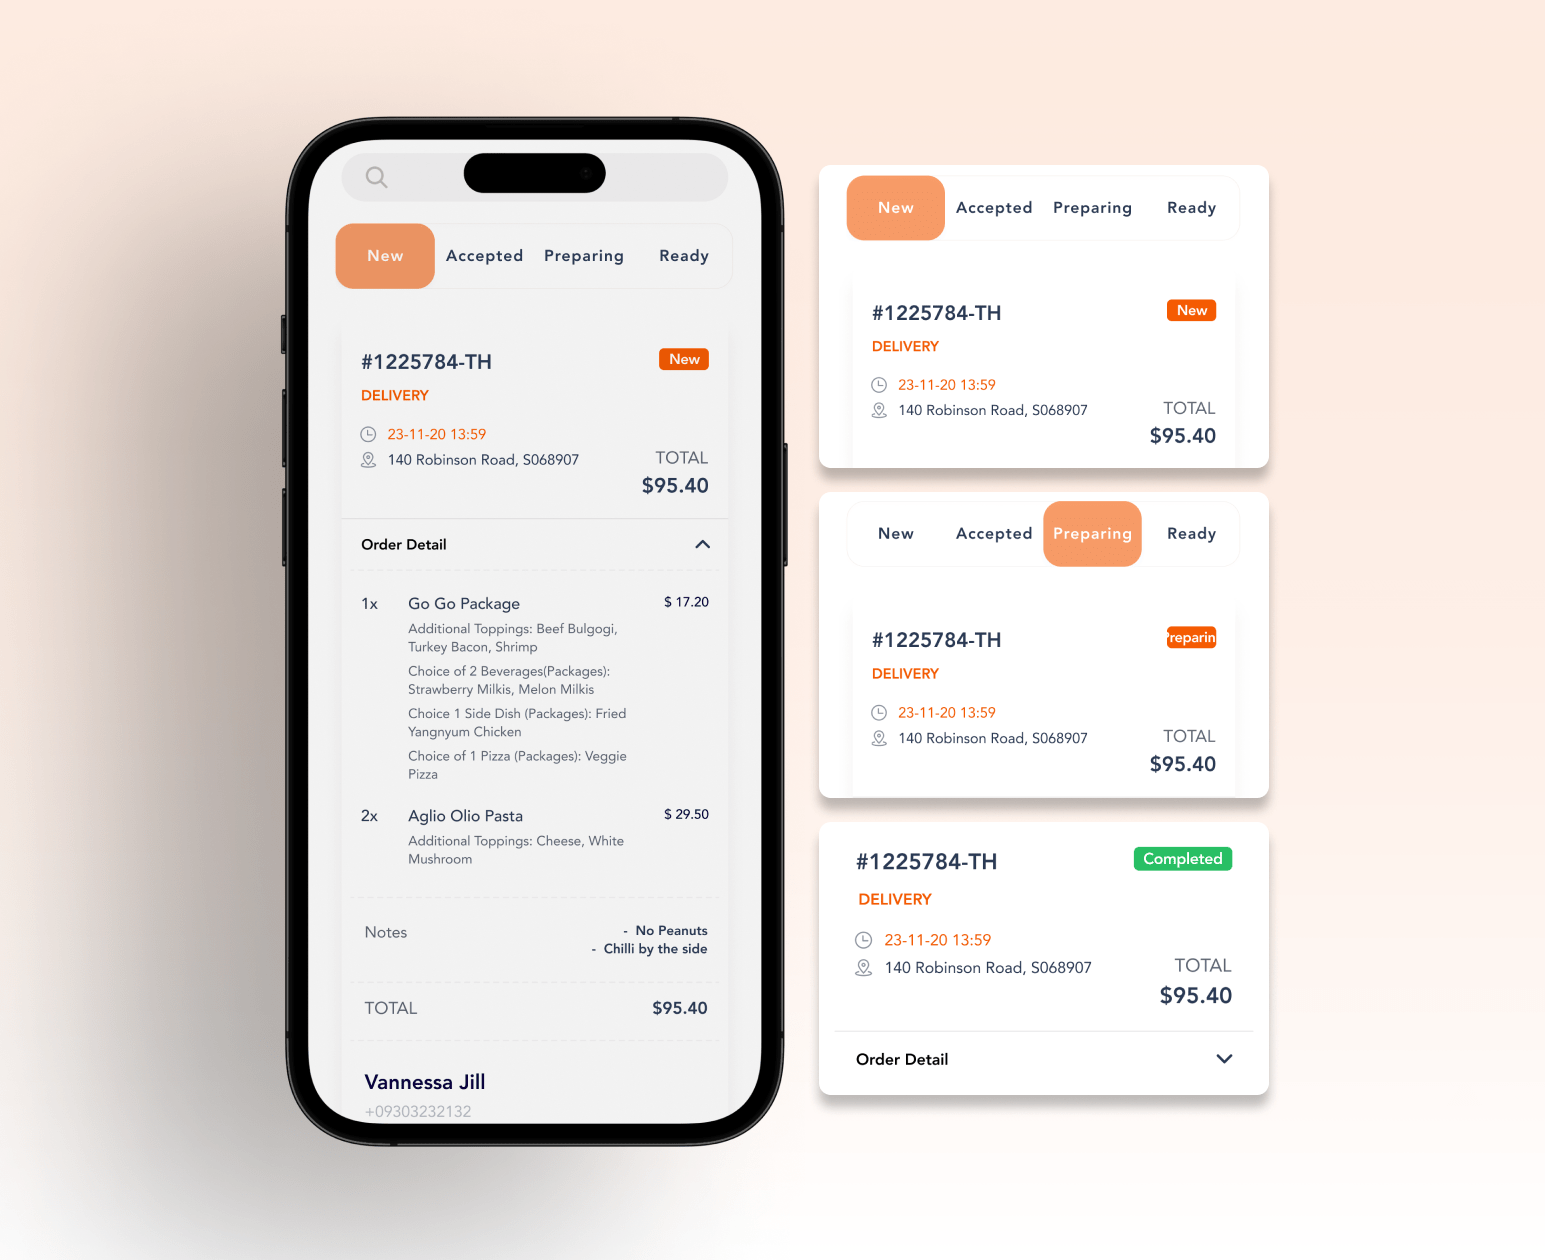 New Accepted Preparing Ready
#1225784-TH New
DELIVERY
23-11-20 13:59
140 Robinson Road, S068907 TOTAL
$95.40
Order Detail
1x Go Go Package $ 17.20
Additional Toppings: Beef Bulgogi,
Turkey Bacon, Shrimp
Choice of 2 Beverages(Packages):
Strawberry Milkis, Melon Milkis
Choice 1 Side Dish (Packages): Fried
Yangnyum Chicken
Choice of 1 Pizza (Packages): Veggie
Pizza
2x Aglio Olio Pasta $ 29.50
Additional Toppings: Cheese, White
Mushroom
Notes - No Peanuts
- Chilli by the side
TOTAL $95.40
Vannessa Jill
+09303232132
New Accepted Preparing Ready
#1225784-TH New
DELIVERY
23-11-20 13:59
140 Robinson Road, S068907 TOTAL
$95.40
New Accepted Preparing Ready
#1225784-TH reparin
DELIVERY
23-11-20 13:59
140 Robinson Road, S068907 TOTAL
$95.40
#1225784-TH Completed
DELIVERY
23-11-20 13:59
140 Robinson Road, S068907 TOTAL
$95.40
Order Detail